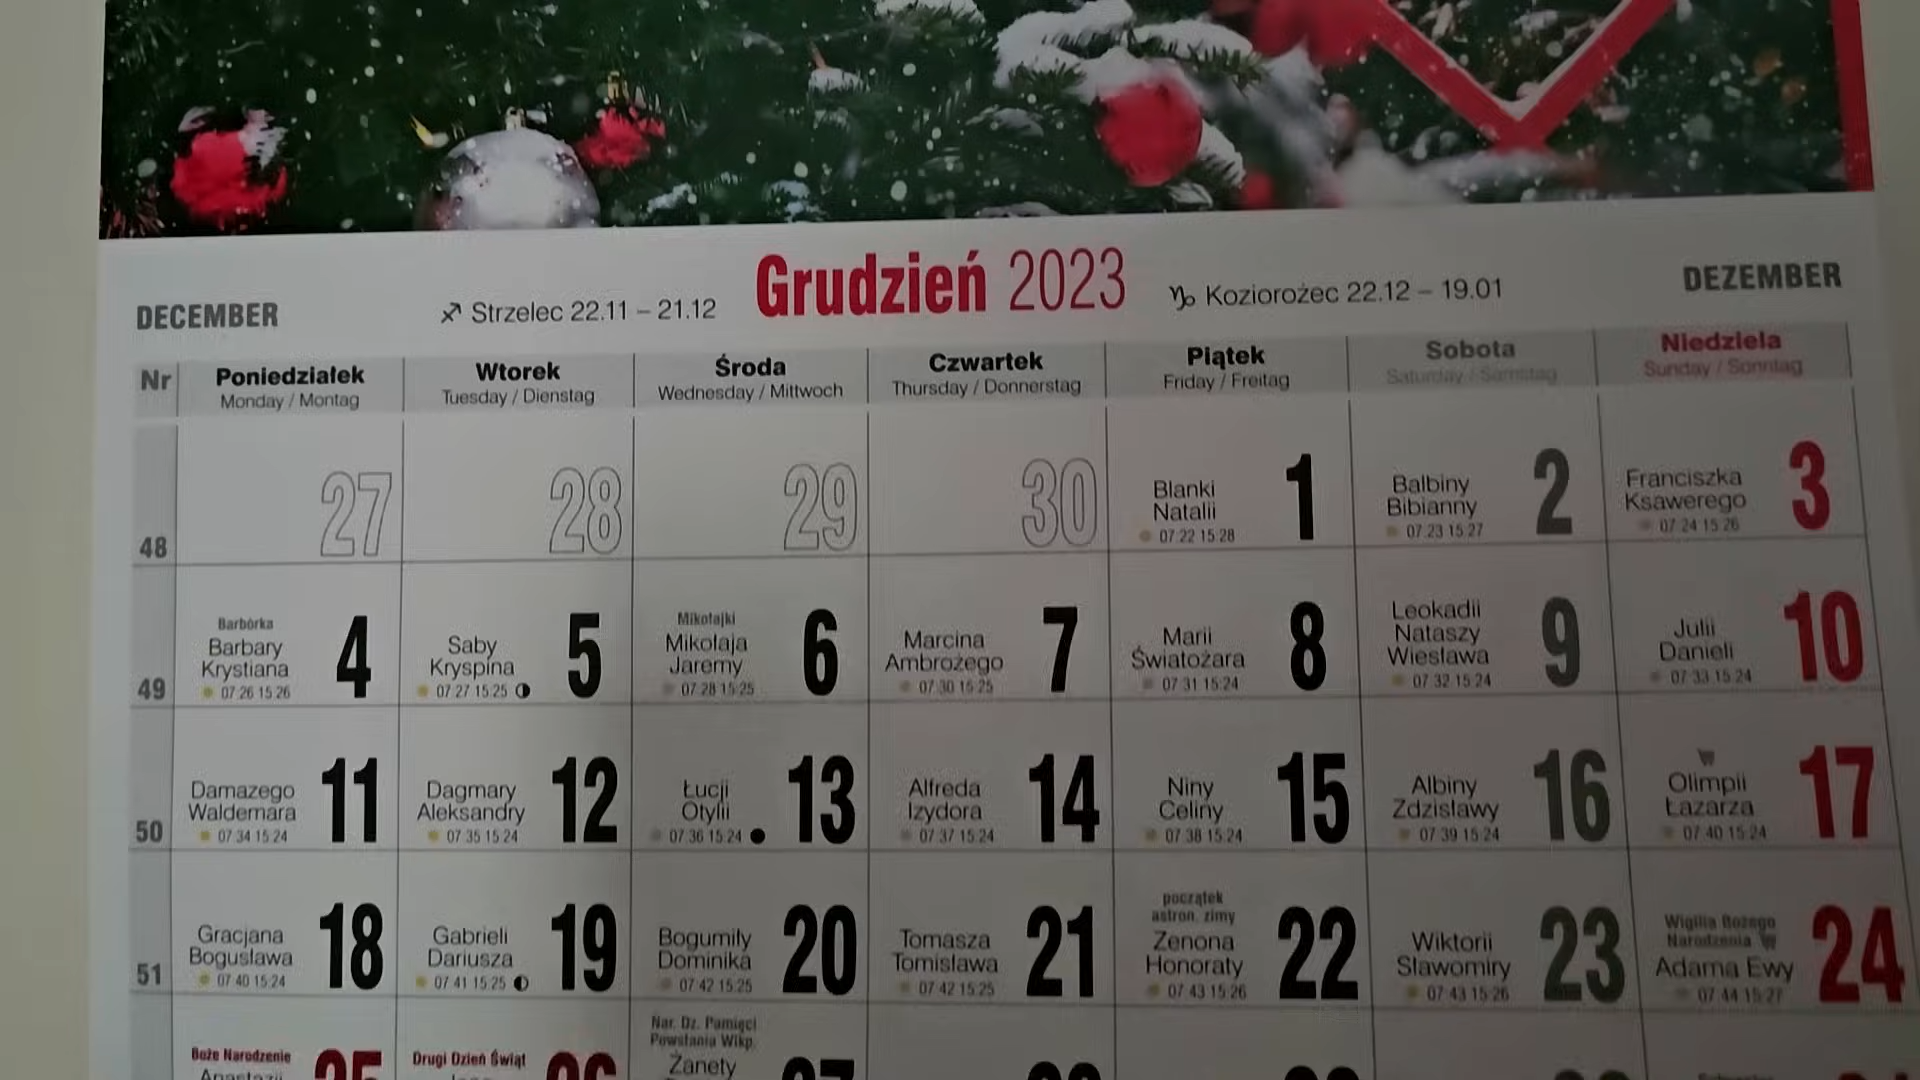 Grudzień 2023
DECEMBER
♐ Strzelec 22.11 – 21.12
♑ Koziorożec 22.12 – 19.01
DEZEMBER
Nr
Poniedziałek
Monday / Montag
Wtorek
Tuesday / Dienstag
Środa
Wednesday / Mittwoch
Czwartek
Thursday / Donnerstag
Piątek
Friday / Freitag
Sobota
Saturday / Samstag
Niedziela
Sunday / Sonntag
48
27
28
29
30
Blanki
Natalii
07 22 15 28
1
Balbiny
Bibianny
07 23 15 27
2
Franciszka
Ksawerego
07 24 15 26
3
49
Barbórka
Barbary
Krystiana
07 26 15 26
4
Saby
Kryspina
07 27 15 25
5
Mikołajki
Mikołaja
Jaremy
07 28 15 25
6
Marcina
Ambrożego
07 30 15 25
7
Marii
Światożara
07 31 15 24
8
Leokadii
Nataszy
Wiesława
07 32 15 24
9
Julii
Danieli
07 33 15 24
10
50
Damazego
Waldemara
07 34 15 24
11
Dagmary
Aleksandry
07 35 15 24
12
Łucji
Otylii
07 36 15 24
13
Alfreda
Izydora
07 37 15 24
14
Niny
Celiny
07 38 15 24
15
Albiny
Zdzisławy
07 39 15 24
16
Olimpii
Łazarza
07 40 15 24
17
51
Gracjana
Bogusława
07 40 15 24
18
Gabrieli
Dariusza
07 41 15 25
19
Bogumiły
Dominika
07 42 15 25
20
Tomasza
Tomisława
07 42 15 25
21
początek
astron. zimy
Zenona
Honoraty
07 43 15 26
22
Wiktorii
Sławomiry
07 43 15 26
23
Wigilia Bożego
Narodzenia
Adama Ewy
07 44 15 27
24
Boże Narodzenie
25
Drugi Dzień Świąt
26
Nar. Dz. Pamięci
Powstania Wlkp.
Żanety
27